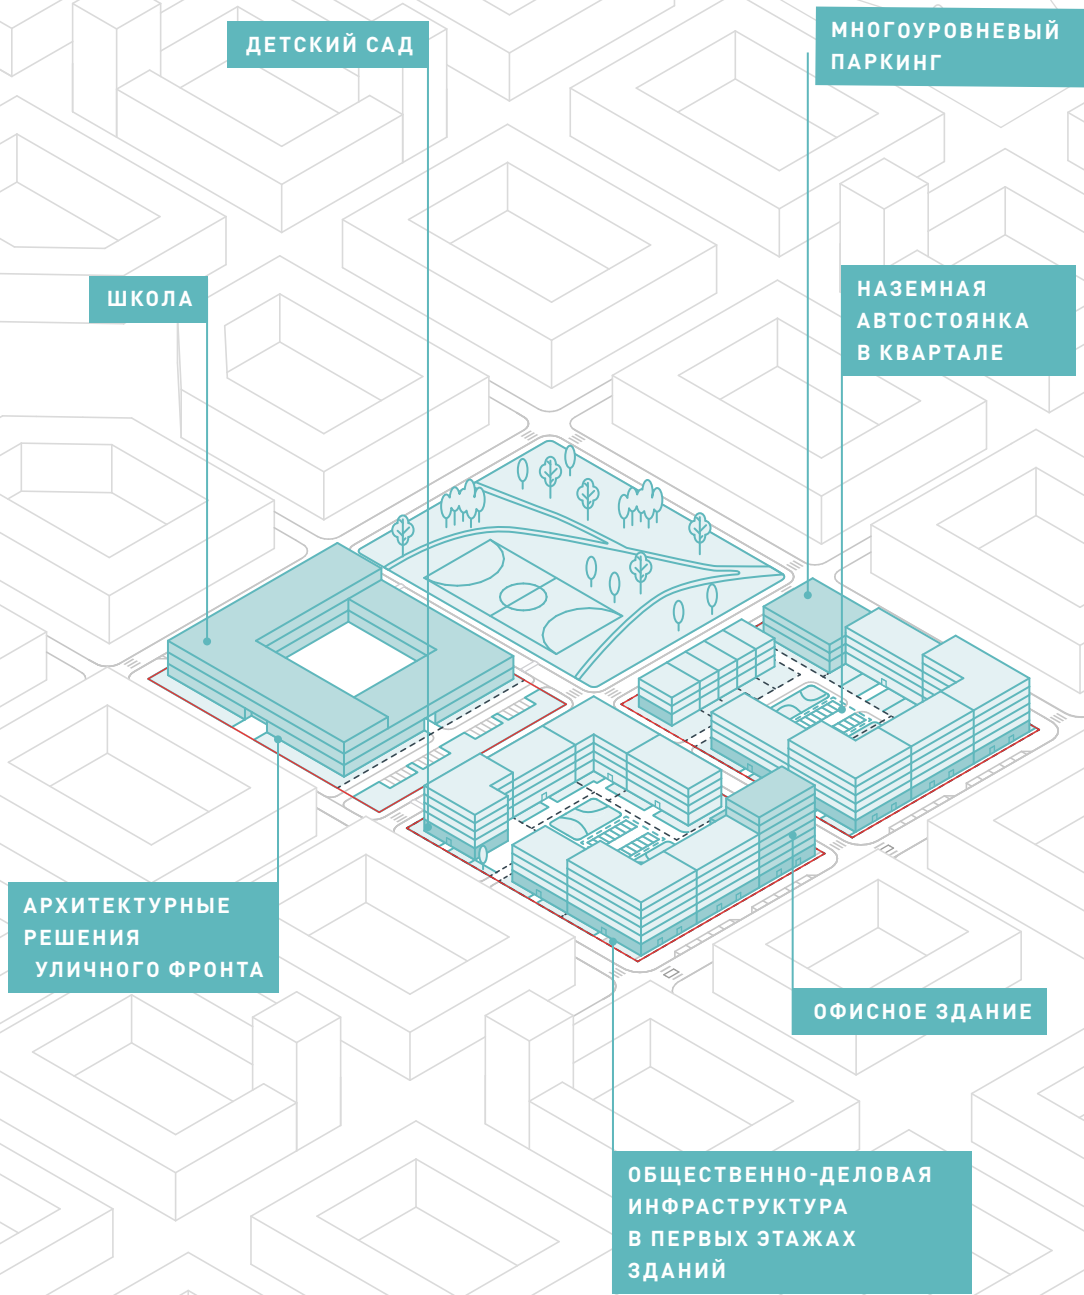 ДЕТСКИЙ САД
МНОГОУРОВНЕВЫЙ
ПАРКИНГ
ШКОЛА
НАЗЕМНАЯ
АВТОСТОЯНКА
В КВАРТАЛЕ
АРХИТЕКТУРНЫЕ
РЕШЕНИЯ
УЛИЧНОГО ФРОНТА
ОФИСНОЕ ЗДАНИЕ
ОБЩЕСТВЕННО-ДЕЛОВАЯ
ИНФРАСТРУКТУРА
В ПЕРВЫХ ЭТАЖАХ
ЗДАНИЙ